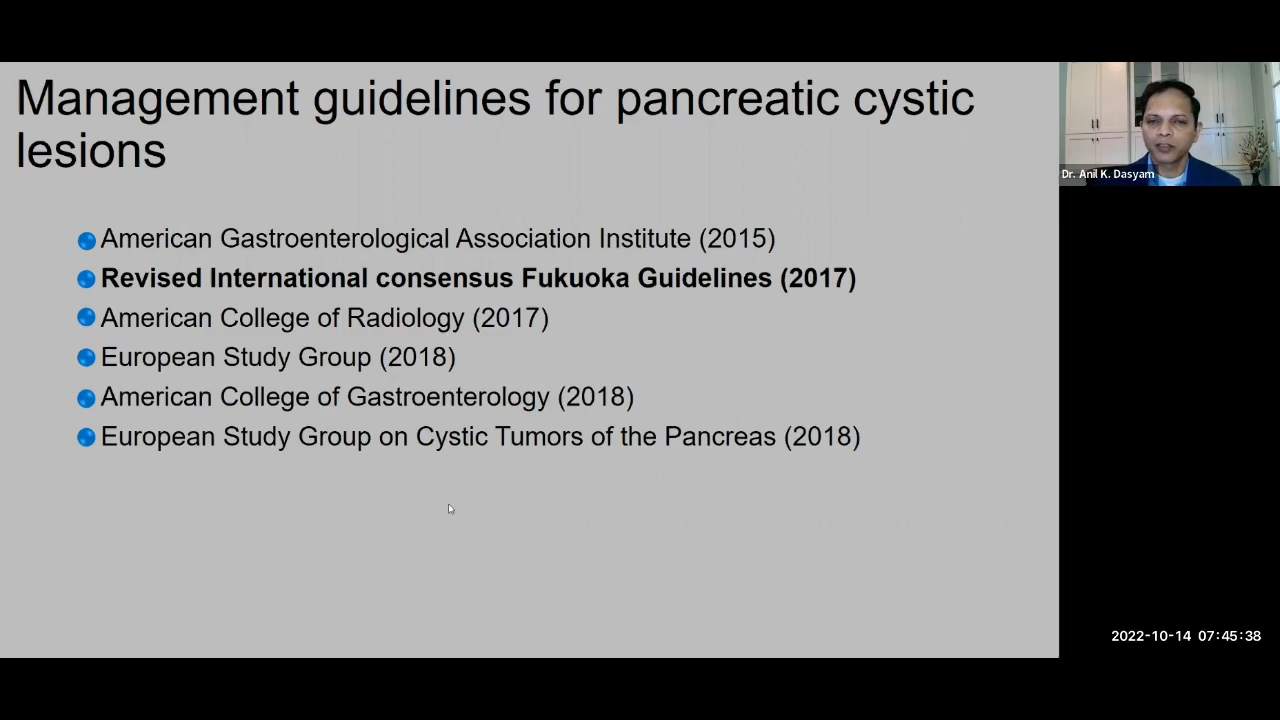 Management guidelines for pancreatic cystic
lesions
American Gastroenterological Association Institute (2015)
Revised International consensus Fukuoka Guidelines (2017)
American College of Radiology (2017)
European Study Group (2018)
American College of Gastroenterology (2018)
European Study Group on Cystic Tumors of the Pancreas (2018)
Dr. Anil K. Dasyam
2022-10-14 07:45:38